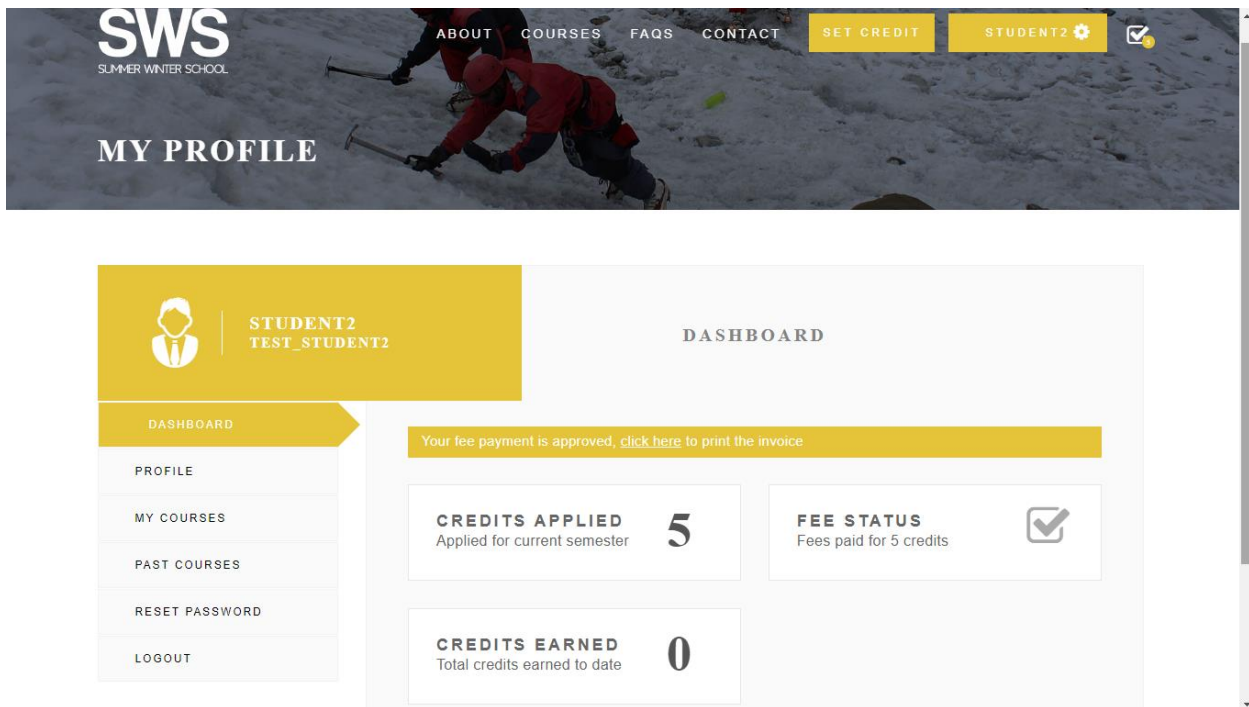 SWS
SUMMER WINTER SCHOOL
ABOUT COURSES FAQS CONTACT SET CREDIT STUDENT2
MY PROFILE
STUDENT2
TEST_STUDENT2
DASHBOARD
DASHBOARD
PROFILE
MY COURSES
PAST COURSES
RESET PASSWORD
LOGOUT
Your fee payment is approved, click here to print the invoice
CREDITS APPLIED
Applied for current semester
5
FEE STATUS
Fees paid for 5 credits
CREDITS EARNED
Total credits earned to date
0